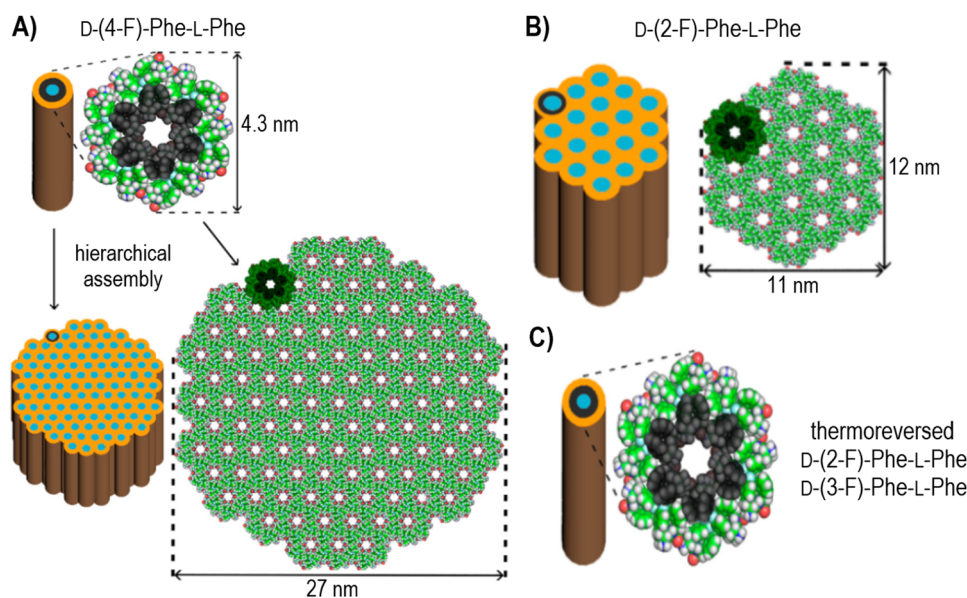 A)
D-(4-F)-Phe-L-Phe
4.3 nm
hierarchical
assembly
27 nm
B)
D-(2-F)-Phe-L-Phe
12 nm
11 nm
C)
thermoreversed
D-(2-F)-Phe-L-Phe
D-(3-F)-Phe-L-Phe